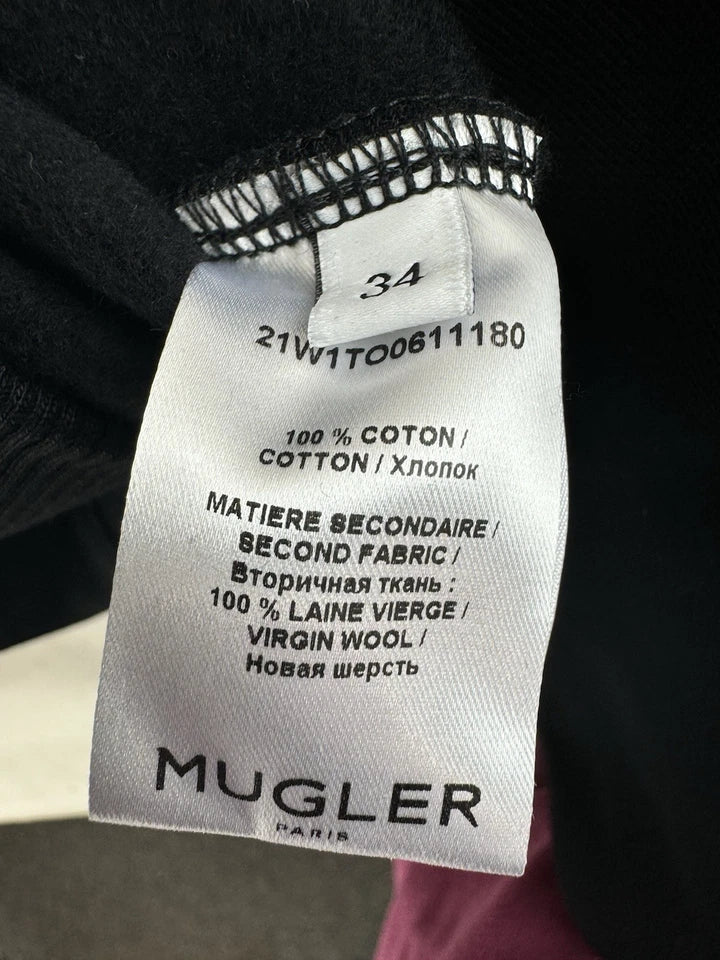 34
21W1TO0611180
100 % COTON /
COTTON / Хлопок
MATIERE SECONDAIRE /
SECOND FABRIC /
Вторичная ткань :
100 % LAINE VIERGE /
VIRGIN WOOL /
Новая шерсть
MUGLER
PARIS